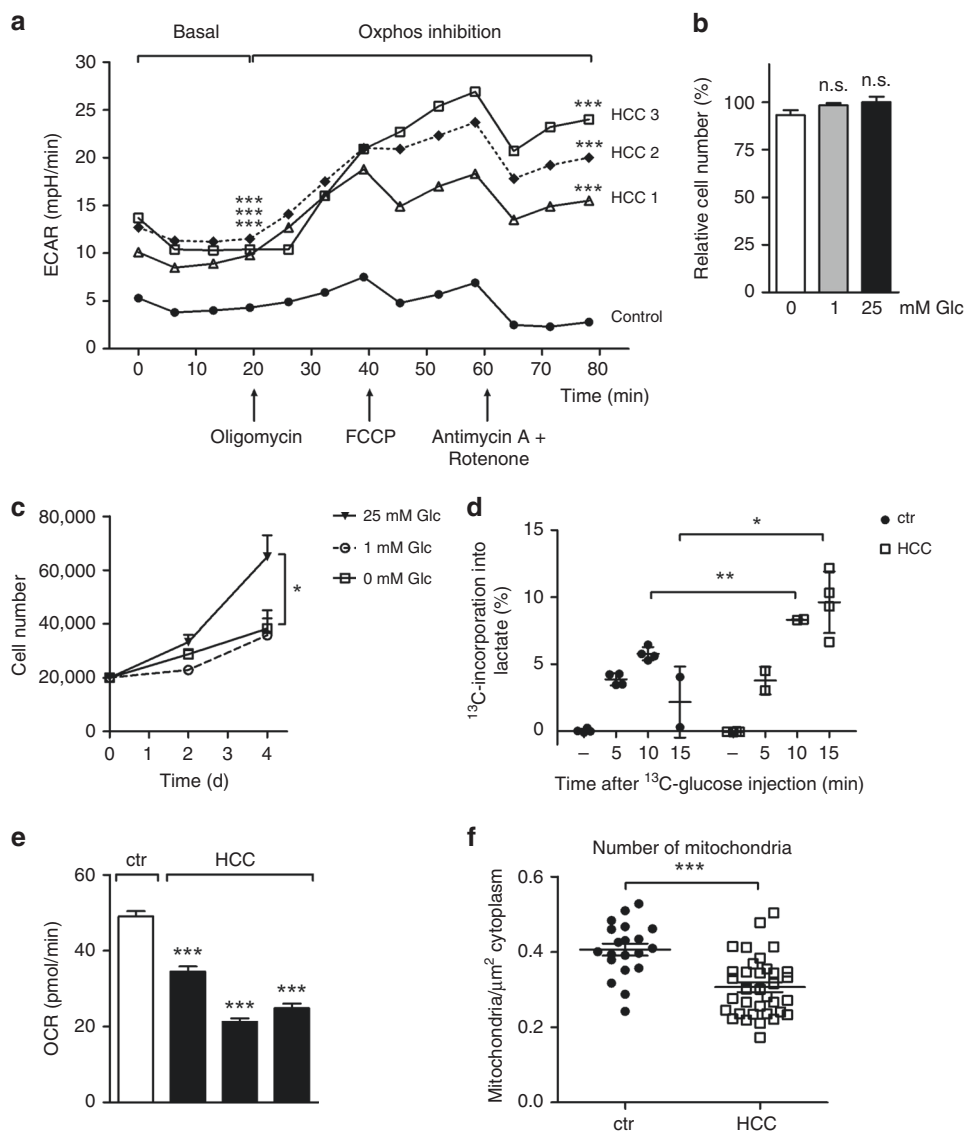 a
Basal
Oxphos inhibition
ECAR (mpH/min)
30
25
20
15
10
5
0
***
***
***
*** HCC 3
*** HCC 2
*** HCC 1
Control
0 10 20 30 40 50 60 70 80
Time (min)
Oligomycin
FCCP
Antimycin A +
Rotenone
b
Relative cell number (%)
100
75
50
25
0
n.s.
n.s.
0 1 25 mM Glc
c
Cell number
80,000
60,000
40,000
20,000
0
*
25 mM Glc
1 mM Glc
0 mM Glc
0 1 2 3 4
Time (d)
d
¹³C-incorporation into
lactate (%)
15
10
5
0
*
**
ctr
HCC
– 5 10 15 – 5 10 15
Time after ¹³C-glucose injection (min)
e
ctr
HCC
OCR (pmol/min)
60
40
20
0
***
***
***
f
Number of mitochondria
***
Mitochondria/µm² cytoplasm
0.6
0.4
0.2
0.0
ctr HCC